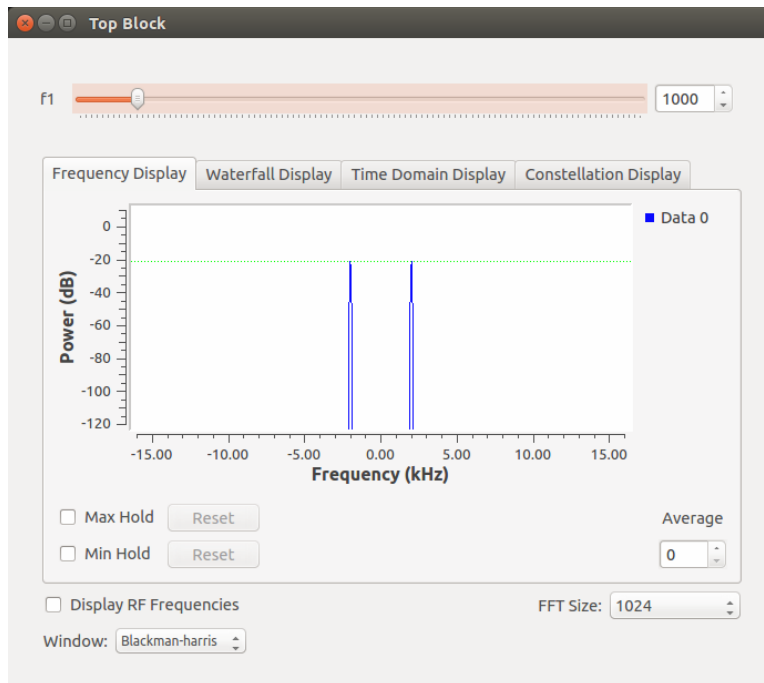 Top Block
f1
1000
Frequency Display
Waterfall Display
Time Domain Display
Constellation Display
Data 0
Power (dB)
0
-20
-40
-60
-80
-100
-120
-15.00
-10.00
-5.00
0.00
5.00
10.00
15.00
Frequency (kHz)
Max Hold
Reset
Average
Min Hold
Reset
0
Display RF Frequencies
FFT Size:
1024
Window:
Blackman-harris